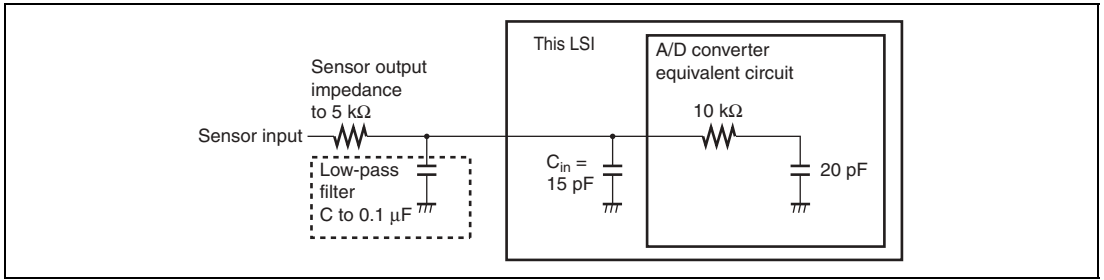 This LSI
A/D converter
equivalent circuit
Sensor output
impedance
to 5 kΩ
10 kΩ
Sensor input
Low-pass
filter
C to 0.1 μF
Cin =
15 pF
20 pF